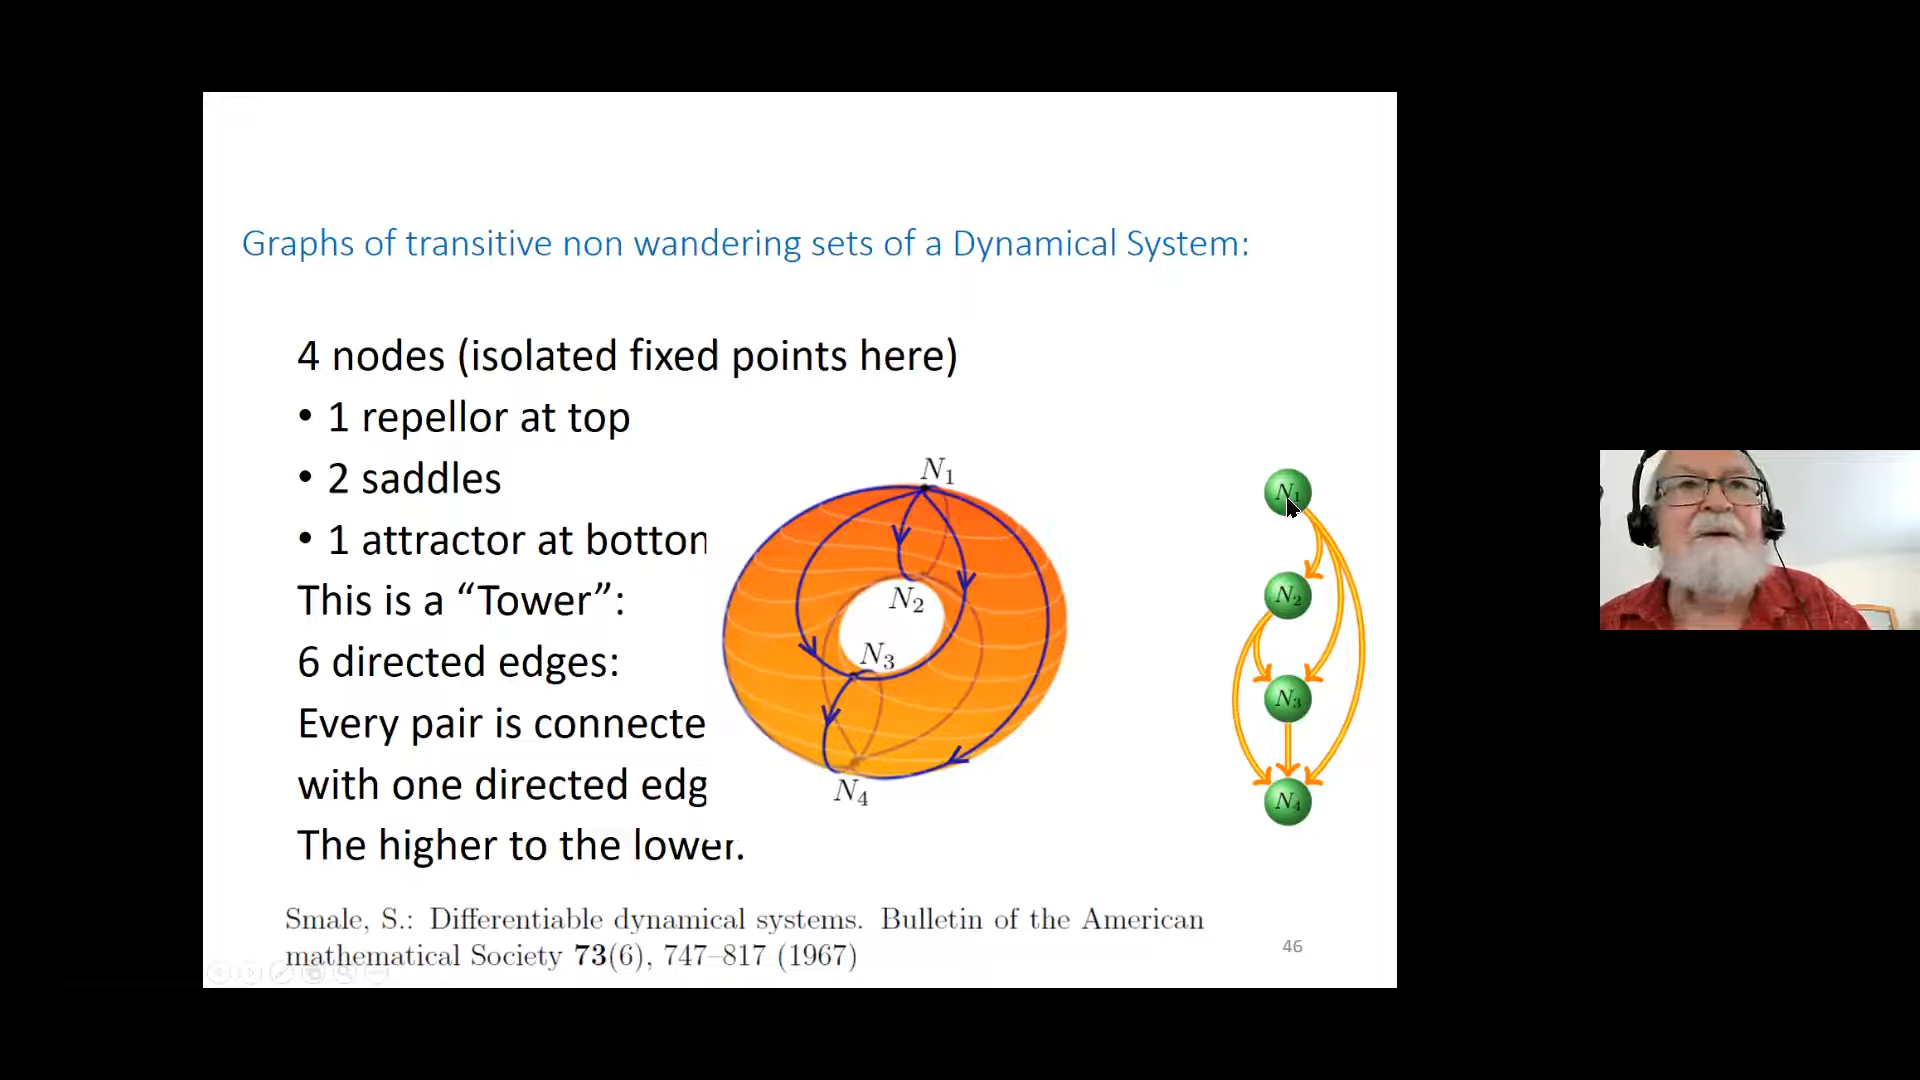 Graphs of transitive non wandering sets of a Dynamical System:
4 nodes (isolated fixed points here)
• 1 repellor at top
• 2 saddles
• 1 attractor at botton
This is a “Tower”:
6 directed edges:
Every pair is connecte
with one directed edg
The higher to the lower.
N1
N2
N3
N4
N1
N2
N3
N4
Smale, S.: Differentiable dynamical systems. Bulletin of the American
mathematical Society 73(6), 747–817 (1967)
46